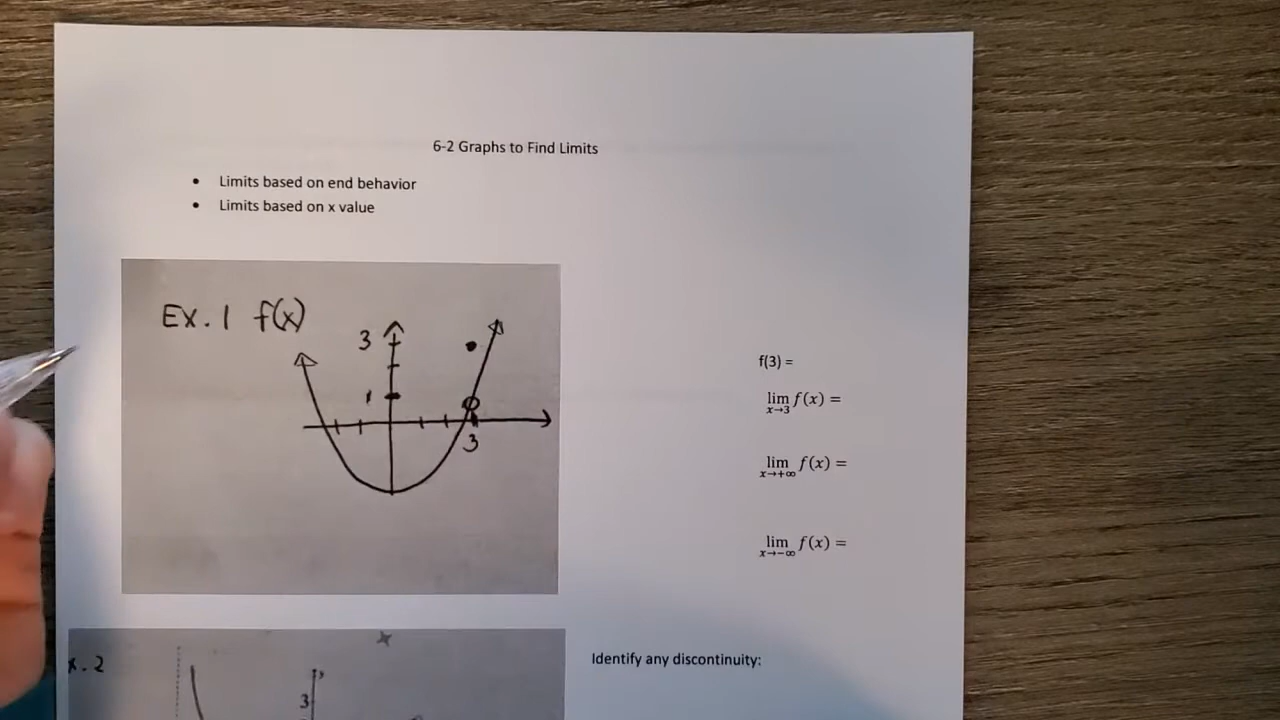 6-2 Graphs to Find Limits
• Limits based on end behavior
• Limits based on x value
Ex. 1 f(x)
3
1
3
f(3) =
lim f(x) =
x→3
lim f(x) =
x→+∞
lim f(x) =
x→-∞
x. 2
3
Identify any discontinuity: